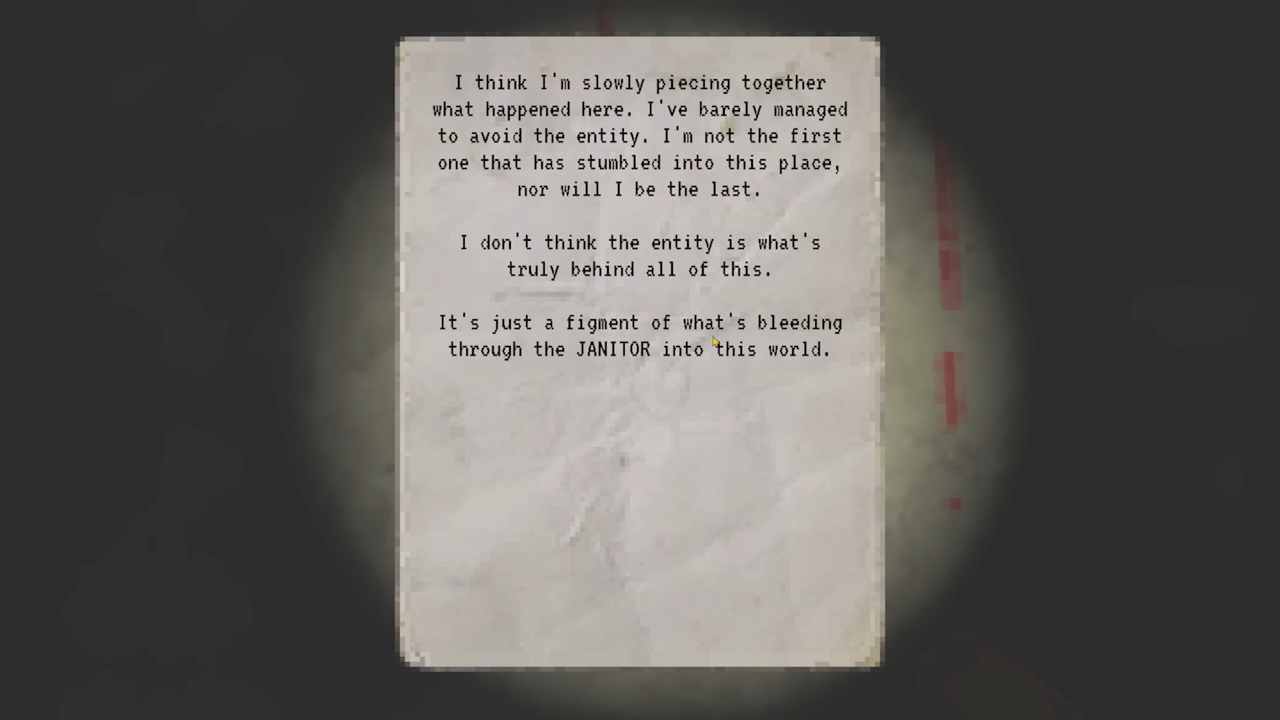 I think I'm slowly piecing together
what happened here. I've barely managed
to avoid the entity. I'm not the first
one that has stumbled into this place,
nor will I be the last.
I don't think the entity is what's
truly behind all of this.
It's just a figment of what's bleeding
through the JANITOR into this world.